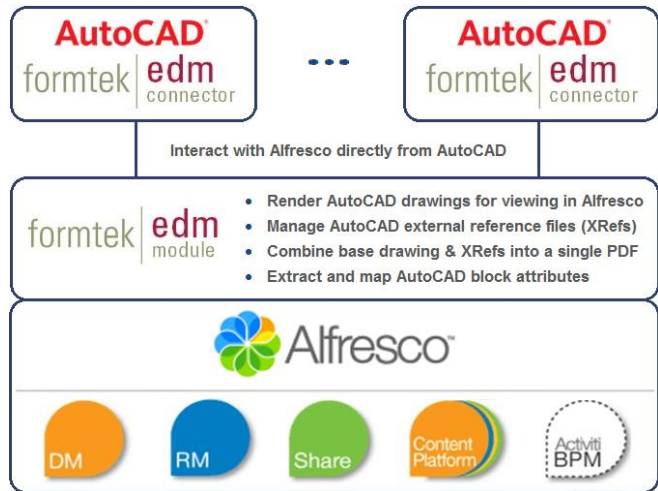 AutoCAD®
formtek edm
connector
...
AutoCAD®
formtek edm
connector
Interact with Alfresco directly from AutoCAD
formtek edm
module
• Render AutoCAD drawings for viewing in Alfresco
• Manage AutoCAD external reference files (XRefs)
• Combine base drawing & XRefs into a single PDF
• Extract and map AutoCAD block attributes
Alfresco™
DM
RM
Share
Content
Platform
Activiti
BPM